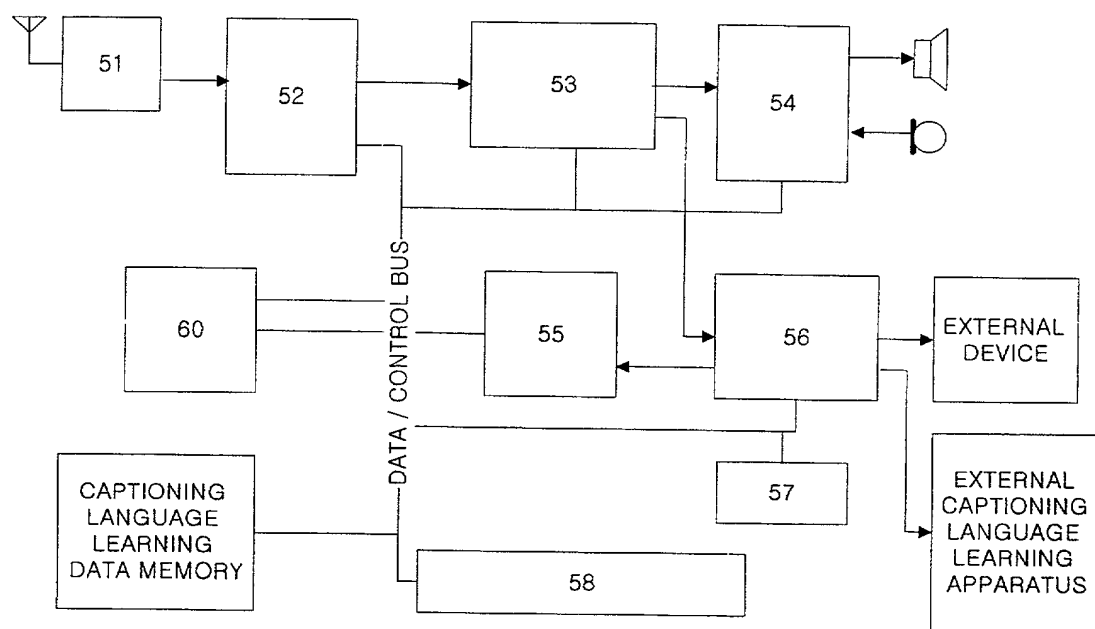 51
52
53
54
60
DATA / CONTROL BUS
55
56
EXTERNAL
DEVICE
CAPTIONING
LANGUAGE
LEARNING
DATA MEMORY
57
58
EXTERNAL
CAPTIONING
LANGUAGE
LEARNING
APPARATUS